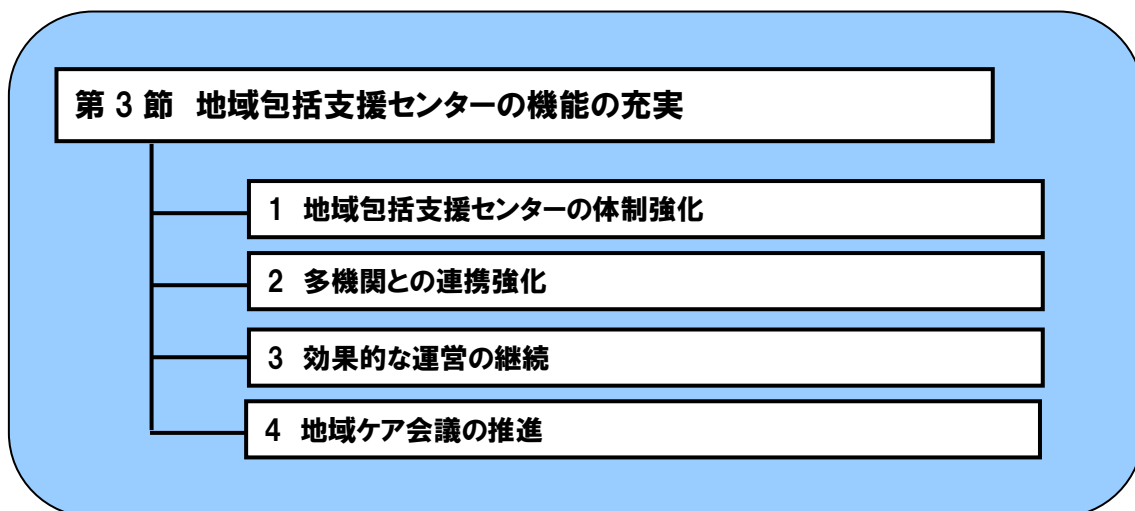 第3節 地域包括支援センターの機能の充実
1 地域包括支援センターの体制強化
2 多機関との連携強化
3 効果的な運営の継続
4 地域ケア会議の推進